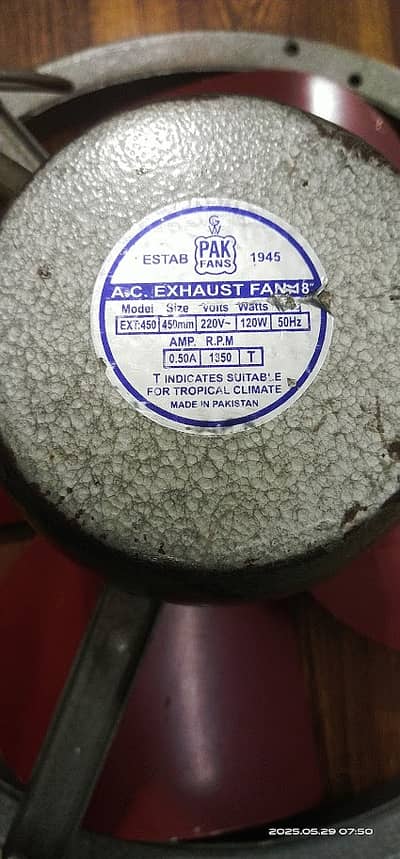 GW
ESTAB PAK FANS 1945
A.C. EXHAUST FAN 18"
Model Size Volts Watts
EXT:450 450mm 220V~ 120W 50Hz
AMP. R.P.M
0.50A 1350 T
T INDICATES SUITABLE
FOR TROPICAL CLIMATE
MADE IN PAKISTAN
2025.05.29 07:50